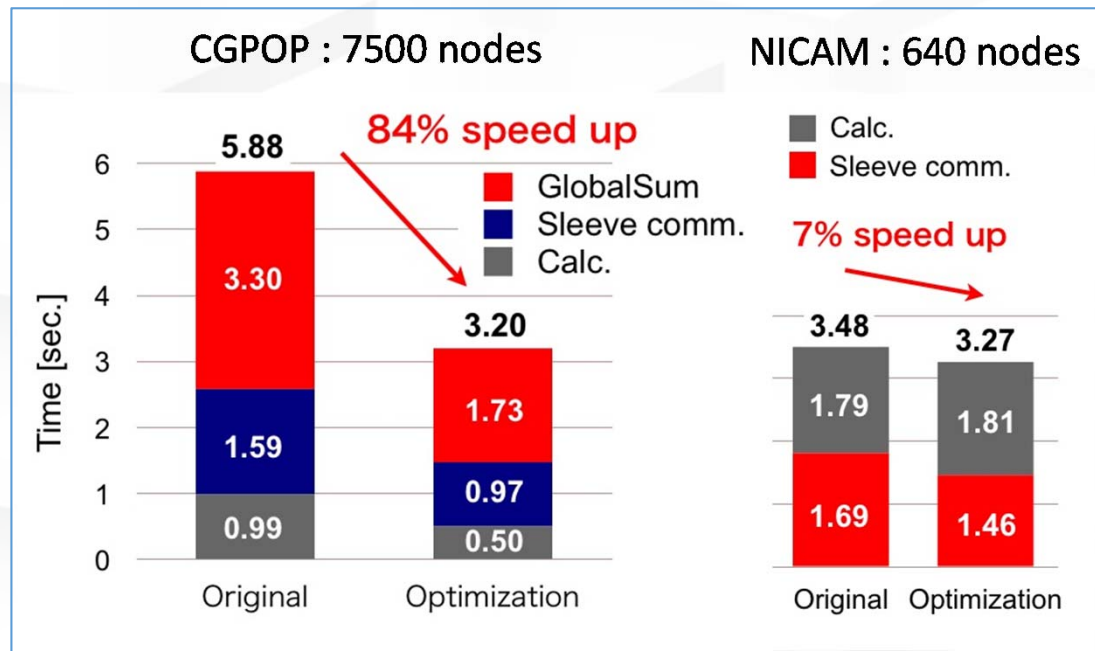 CGPOP : 7500 nodes
84% speed up
5.88
GlobalSum
Sleeve comm.
Calc.
Time [sec.]
6
5
4
3
2
1
0
3.30
1.59
0.99
3.20
1.73
0.97
0.50
Original
Optimization
NICAM : 640 nodes
Calc.
Sleeve comm.
7% speed up
3.48
1.79
1.69
3.27
1.81
1.46
Original
Optimization